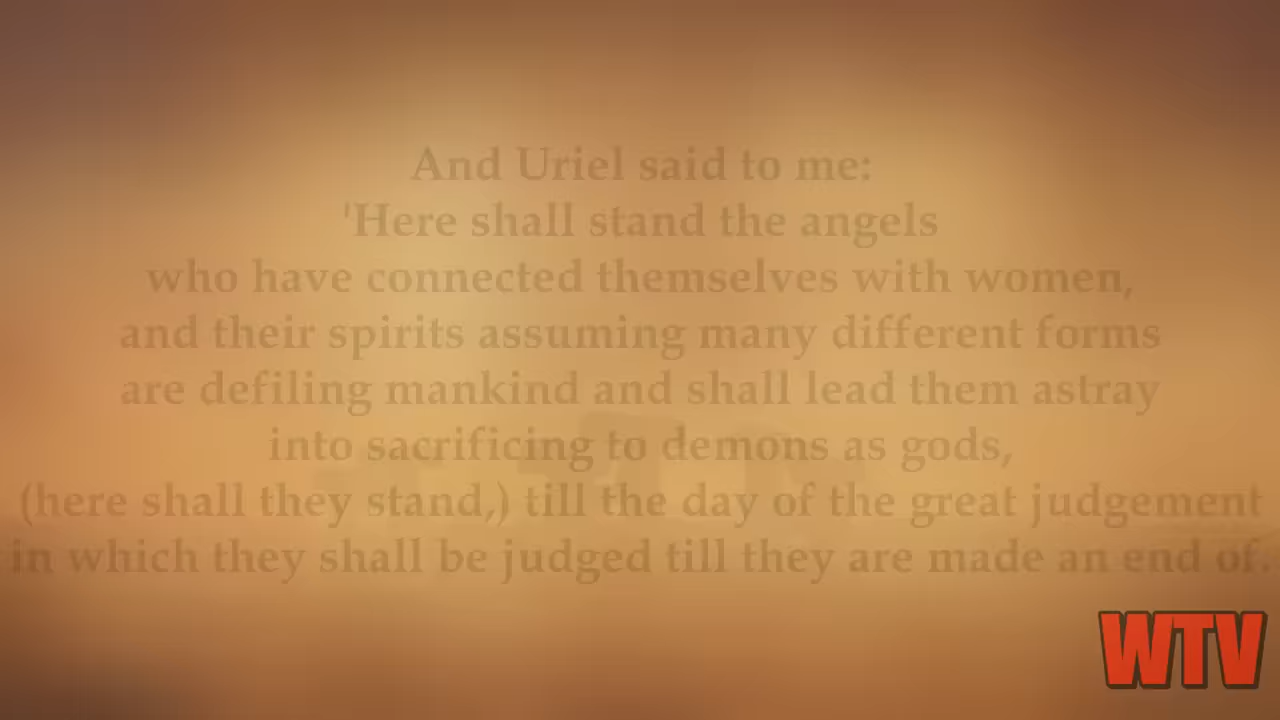 And Uriel said to me:
'Here shall stand the angels
who have connected themselves with women,
and their spirits assuming many different forms
are defiling mankind and shall lead them astray
into sacrificing to demons as gods,
(here shall they stand,) till the day of the great judgement
in which they shall be judged till they are made an end of.
WTV